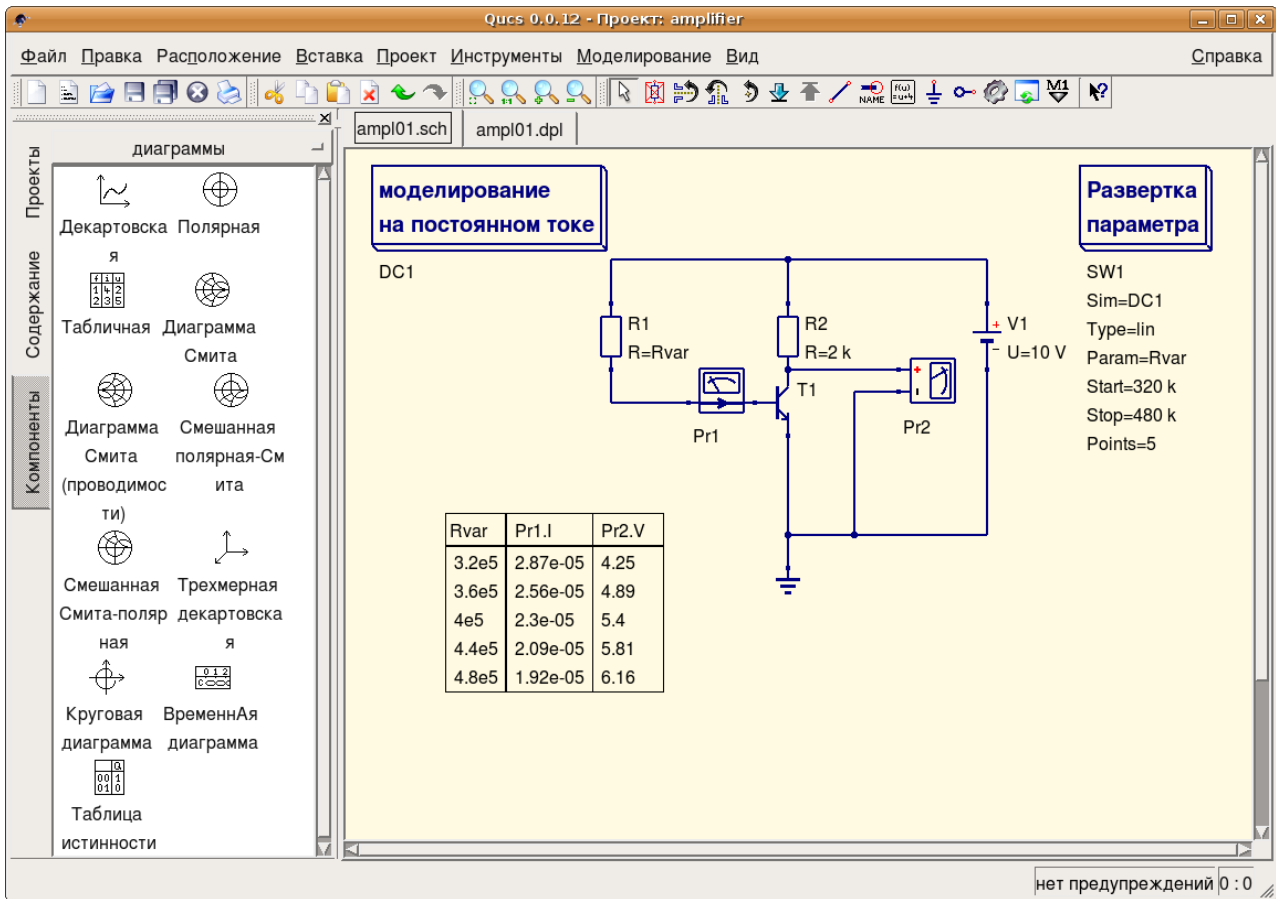 Qucs 0.0.12 - Проект: amplifier
Файл Правка Расположение Вставка Проект Инструменты Моделирование Вид Справка
NAME
M1
ampl01.sch ampl01.dpl
Проекты
Содержание
Компоненты
диаграммы
Декартовска
я
Полярная
Табличная
Диаграмма
Смита
Диаграмма
Смита
(проводимос
ти)
Смешанная
полярная-См
ита
Смешанная
Смита-поляр
ная
Трехмерная
декартовска
я
Круговая
диаграмма
ВременнАя
диаграмма
Таблица
истинности
моделирование
на постоянном токе
DC1
Развертка
параметра
SW1
Sim=DC1
Type=lin
Param=Rvar
Start=320 k
Stop=480 k
Points=5
R1
R=Rvar
R2
R=2 k
V1
U=10 V
T1
Pr1
Pr2
Rvar Pr1.I Pr2.V
3.2e5 2.87e-05 4.25
3.6e5 2.56e-05 4.89
4e5 2.3e-05 5.4
4.4e5 2.09e-05 5.81
4.8e5 1.92e-05 6.16
нет предупреждений 0 : 0